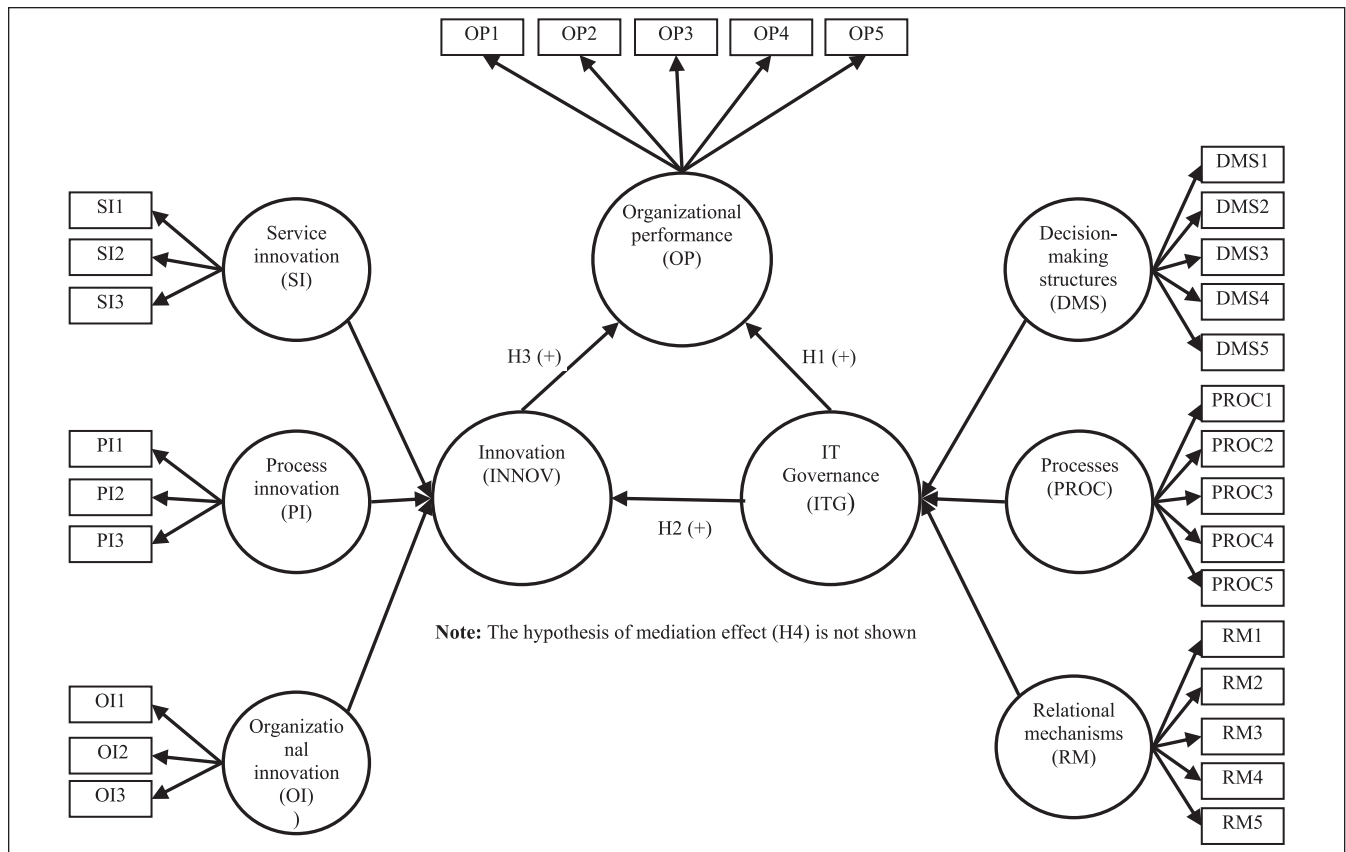 OP1
OP2
OP3
OP4
OP5
Organizational
performance
(OP)
SI1
SI2
SI3
Service
innovation
(SI)
Decision-
making
structures
(DMS)
DMS1
DMS2
DMS3
DMS4
DMS5
H3 (+)
H1 (+)
PI1
PI2
PI3
Process
innovation
(PI)
Innovation
(INNOV)
IT
Governance
(ITG)
H2 (+)
Processes
(PROC)
PROC1
PROC2
PROC3
PROC4
PROC5
Note: The hypothesis of mediation effect (H4) is not shown
OI1
OI2
OI3
Organizatio
nal
innovation
(OI)
)
Relational
mechanisms
(RM)
RM1
RM2
RM3
RM4
RM5